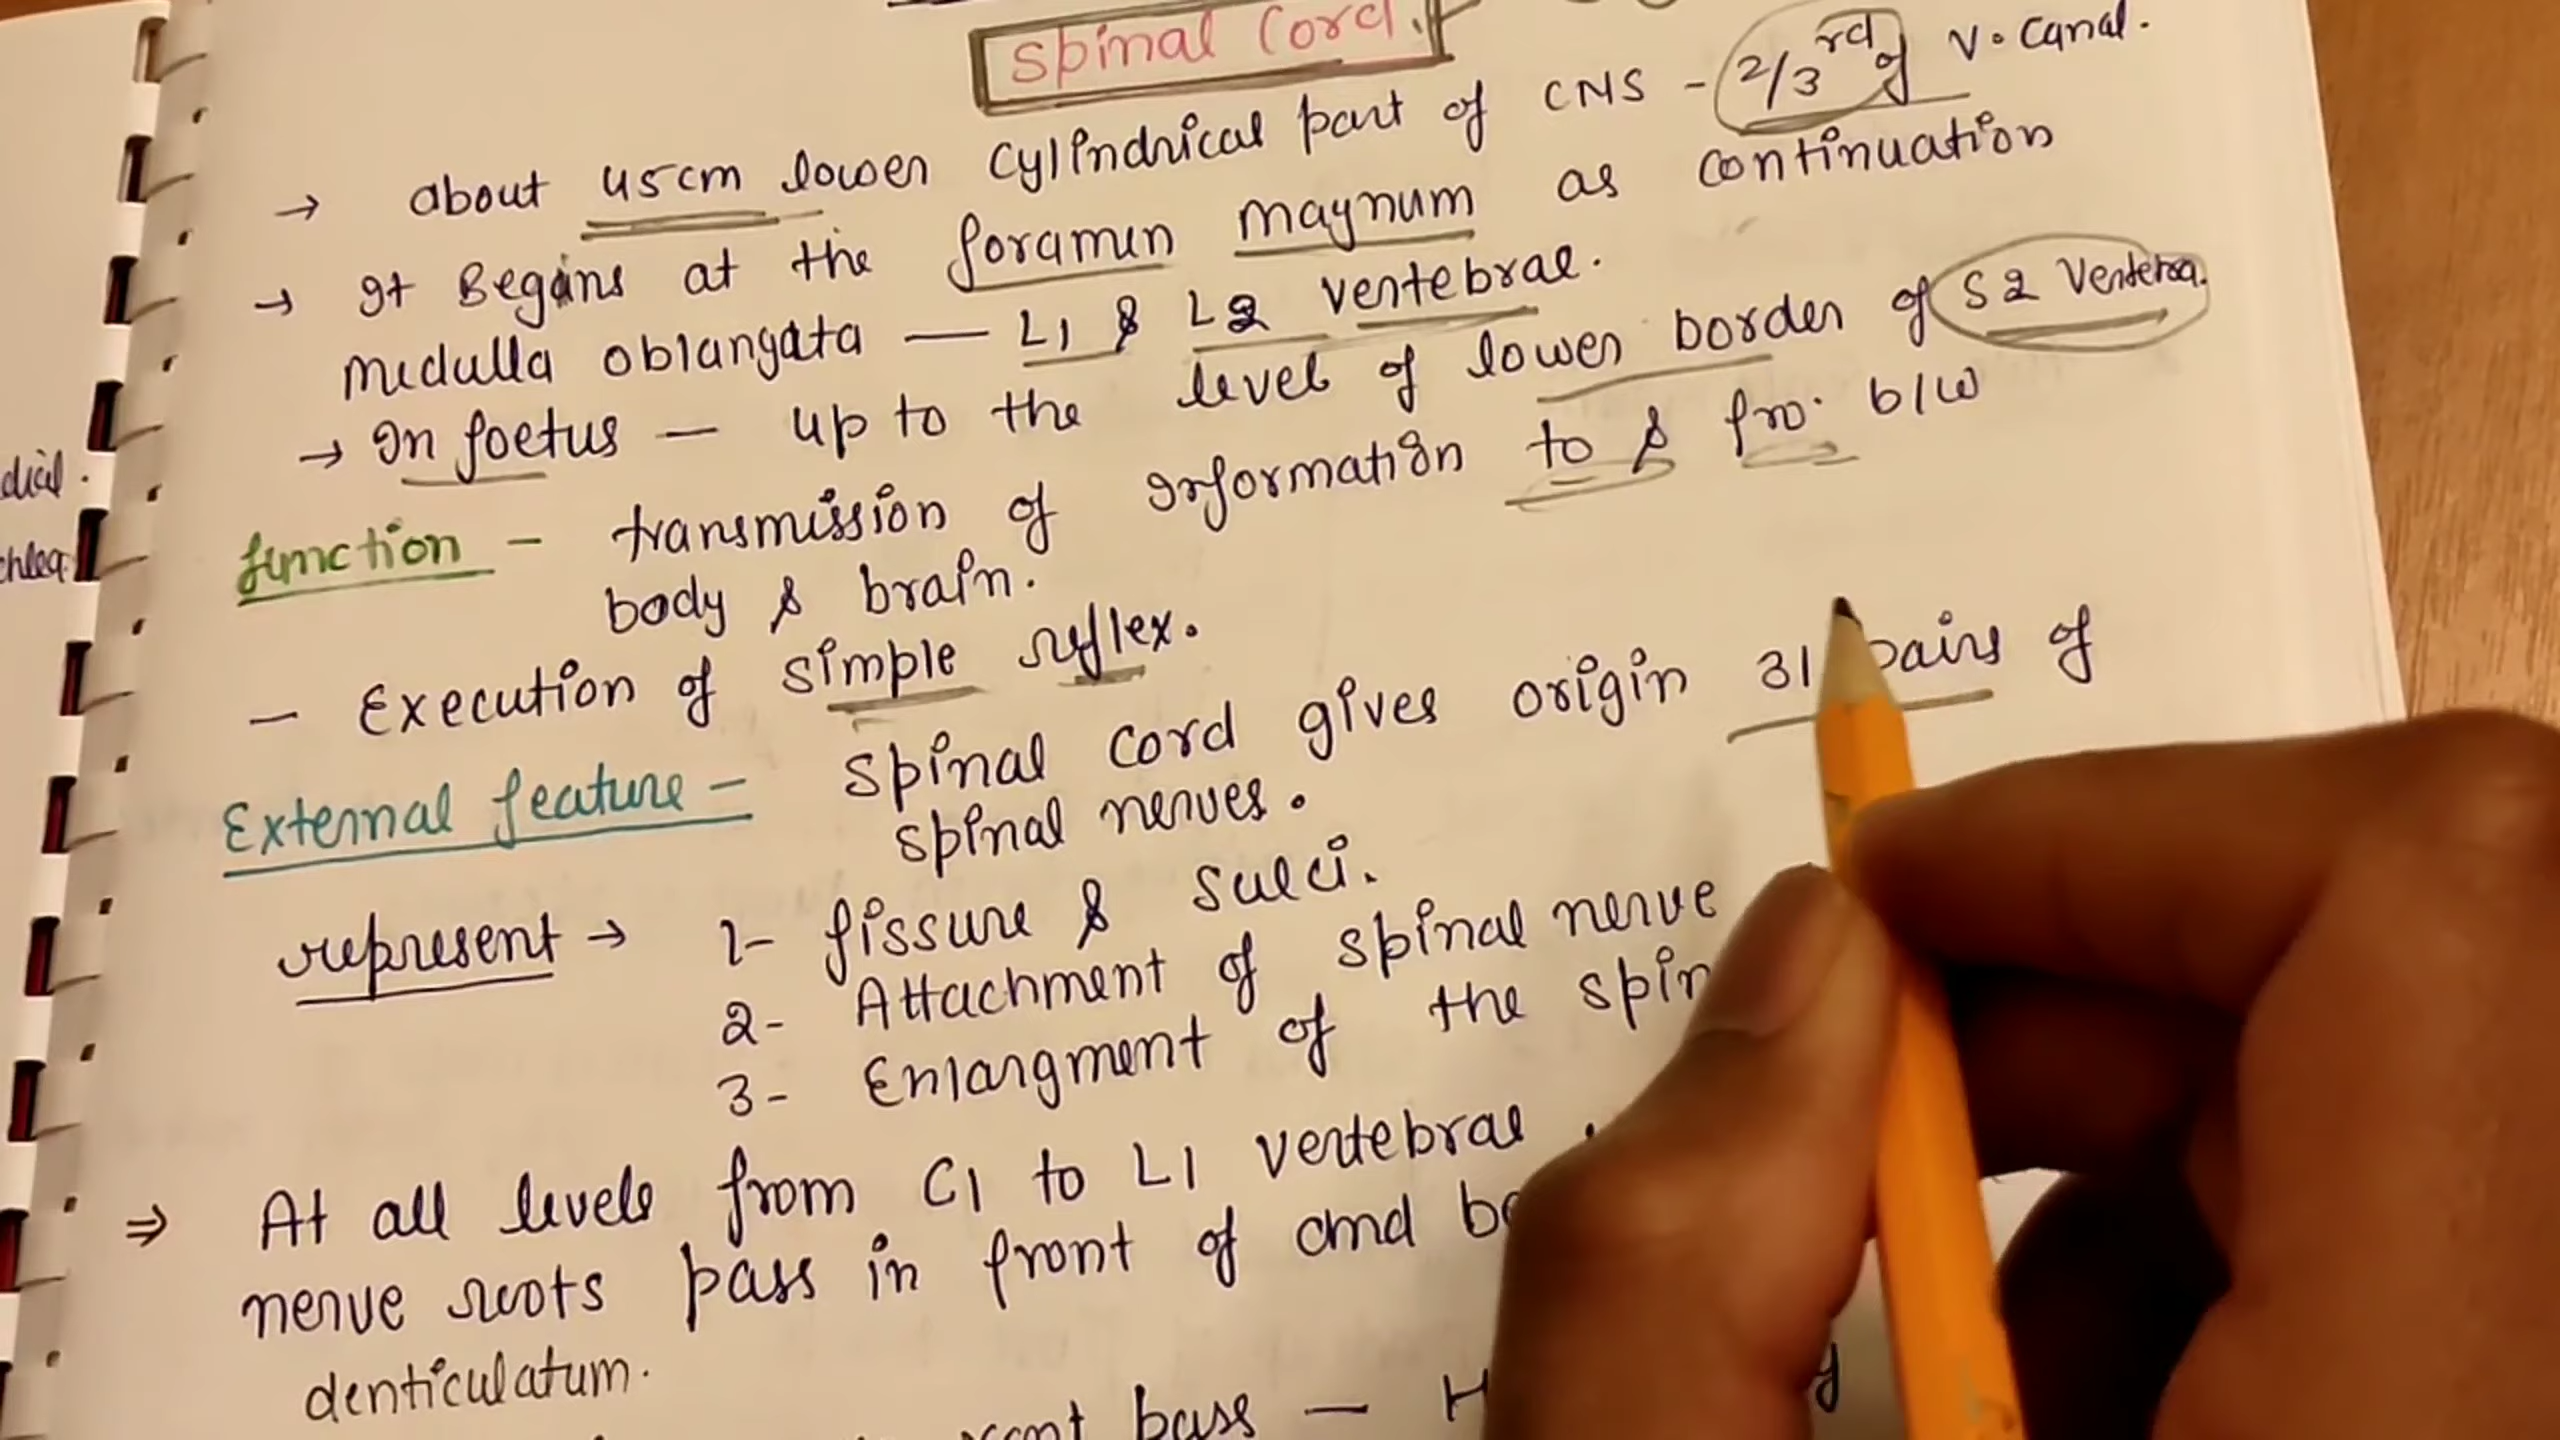 Spinal Cord.
→ about 45cm lower cylindrical part of CNS - 2/3rd of V. Canal.
→ It Begins at the foramen magnum as continuation
medulla oblangata — L1 & L2 vertebrae.
→ In foetus — up to the level of lower border of S2 Vertebra.
function - transmission of information to & fro. b/w
body & brain.
- Execution of simple reflex.
External feature - spinal cord gives origin 31 pairs of
spinal nerves.
represent → 1- fissure & sulci.
2- Attachment of spinal nerve
3- Enlargment of the
⇒ At all levels from C1 to L1 vertebrae.
nerve roots pass in front of and
denticulatum.
bass —
dial.